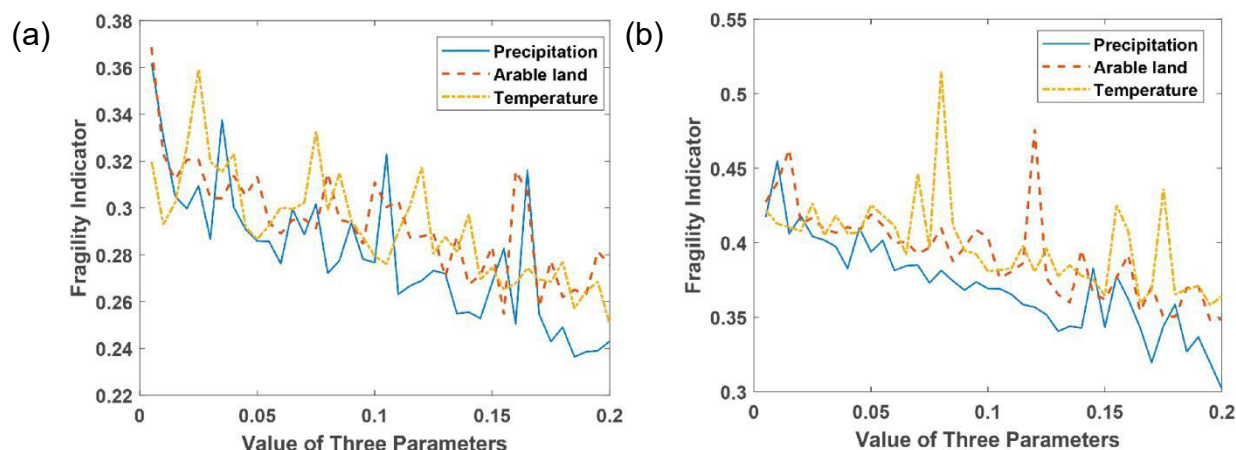 (a)
0.38
0.36
0.34
0.32
0.3
0.28
0.26
0.24
0.22
Fragility Indicator
Precipitation
Arable land
Temperature
0 0.05 0.1 0.15 0.2
Value of Three Parameters
(b)
0.55
0.5
0.45
0.4
0.35
0.3
Fragility Indicator
Precipitation
Arable land
Temperature
0 0.05 0.1 0.15 0.2
Value of Three Parameters